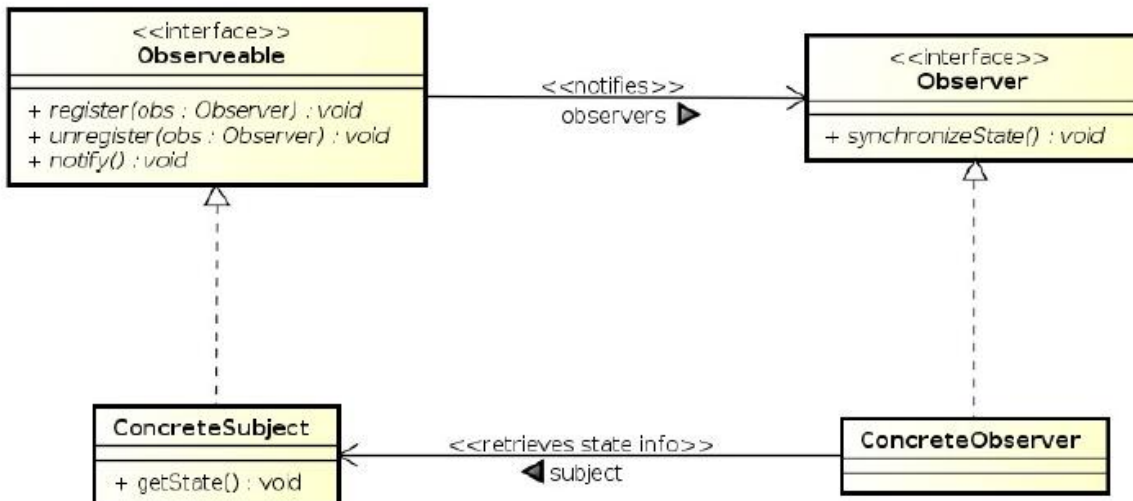 <<interface>>
Observeable
+ register(obs : Observer) : void
+ unregister(obs : Observer) : void
+ notify() : void
<<notifies>>
observers
<<interface>>
Observer
+ synchronizeState() : void
ConcreteSubject
+ getState() : void
<<retrieves state info>>
subject
ConcreteObserver